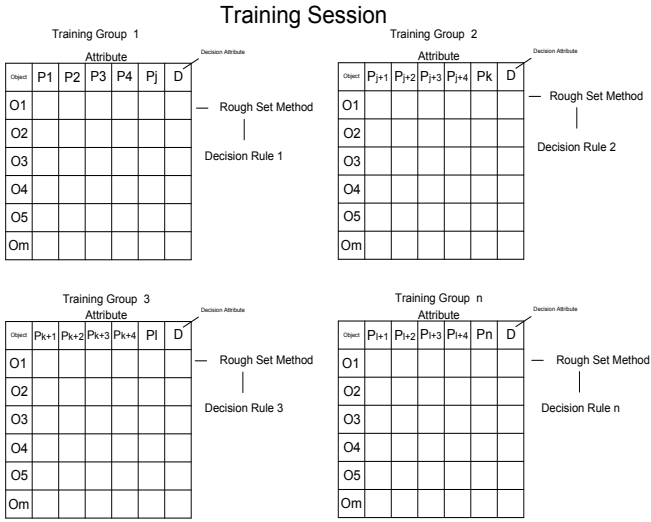 Training Session
Training Group 1
Attribute
Decision Attribute
Object P1 P2 P3 P4 Pj D
O1
O2
O3
O4
O5
Om
Rough Set Method
Decision Rule 1
Training Group 2
Attribute
Decision Attribute
Object Pj+1 Pj+2 Pj+3 Pj+4 Pk D
O1
O2
O3
O4
O5
Om
Rough Set Method
Decision Rule 2
Training Group 3
Attribute
Decision Attribute
Object Pk+1 Pk+2 Pk+3 Pk+4 Pl D
O1
O2
O3
O4
O5
Om
Rough Set Method
Decision Rule 3
Training Group n
Attribute
Decision Attribute
Object Pl+1 Pl+2 Pl+3 Pl+4 Pn D
O1
O2
O3
O4
O5
Om
Rough Set Method
Decision Rule n